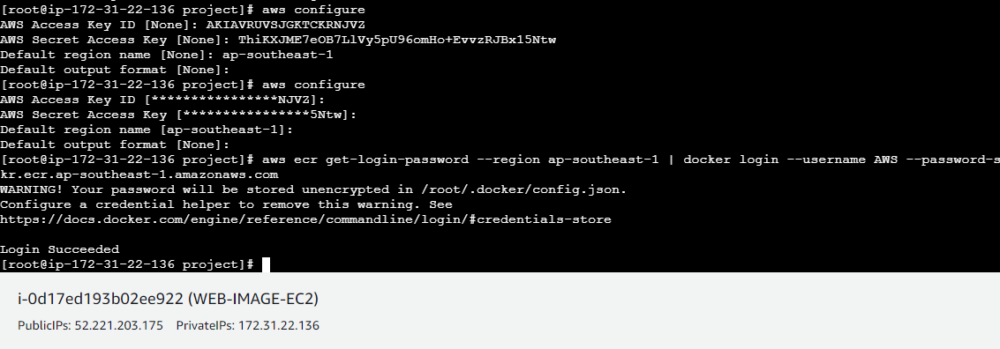 [root@ip-172-31-22-136 project]# aws configure
AWS Access Key ID [None]: AKIAVRUVSJGKTCKRNJVZ
AWS Secret Access Key [None]: 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
Default region name [None]: ap-southeast-1
Default output format [None]:
[root@ip-172-31-22-136 project]# aws configure
AWS Access Key ID [****************NJVZ]:
AWS Secret Access Key [****************5Ntw]:
Default region name [ap-southeast-1]:
Default output format [None]:
[root@ip-172-31-22-136 project]# aws ecr get-login-password --region ap-southeast-1 | docker login --username AWS --password-s
kr.ecr.ap-southeast-1.amazonaws.com
WARNING! Your password will be stored unencrypted in /root/.docker/config.json.
Configure a credential helper to remove this warning. See
https://docs.docker.com/engine/reference/commandline/login/#credentials-store
Login Succeeded
[root@ip-172-31-22-136 project]#
i-0d17ed193b02ee922 (WEB-IMAGE-EC2)
PublicIPs: 52.221.203.175 PrivateIPs: 172.31.22.136